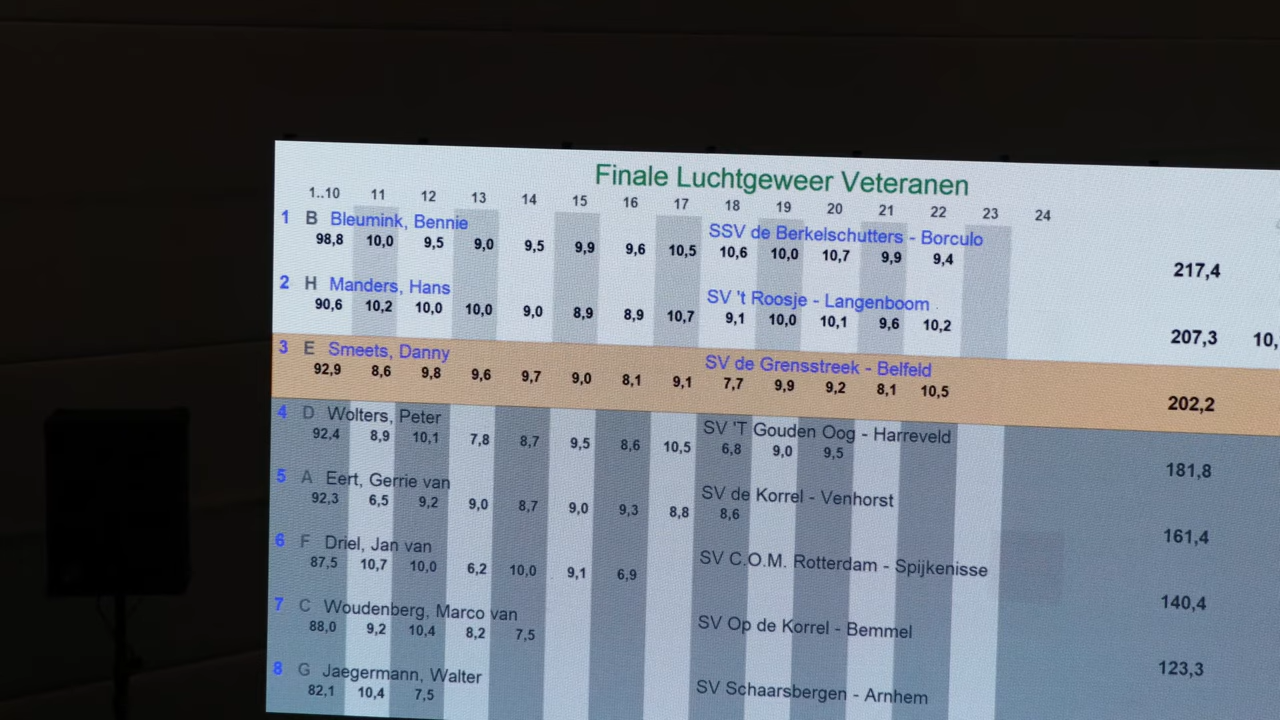 Finale Luchtgeweer Veteranen
1..10 11 12 13 14 15 16 17 18 19 20 21 22 23 24
1 B Bleumink, Bennie SSV de Berkelschutters - Borculo
98,8 10,0 9,5 9,0 9,5 9,9 9,6 10,5 10,6 10,0 10,7 9,9 9,4 217,4
2 H Manders, Hans SV 't Roosje - Langenboom
90,6 10,2 10,0 10,0 9,0 8,9 8,9 10,7 9,1 10,0 10,1 9,6 10,2 207,3 10,
3 E Smeets, Danny SV de Grensstreek - Belfeld
92,9 8,6 9,8 9,6 9,7 9,0 8,1 9,1 7,7 9,9 9,2 8,1 10,5 202,2
4 D Wolters, Peter SV 'T Gouden Oog - Harreveld
92,4 8,9 10,1 7,8 8,7 9,5 8,6 10,5 6,8 9,0 9,5 181,8
5 A Eert, Gerrie van SV de Korrel - Venhorst
92,3 6,5 9,2 9,0 8,7 9,0 9,3 8,8 8,6 161,4
6 F Driel, Jan van SV C.O.M. Rotterdam - Spijkenisse
87,5 10,7 10,0 6,2 10,0 9,1 6,9 140,4
7 C Woudenberg, Marco van SV Op de Korrel - Bemmel
88,0 9,2 10,4 8,2 7,5 123,3
8 G Jaegermann, Walter SV Schaarsbergen - Arnhem
82,1 10,4 7,5